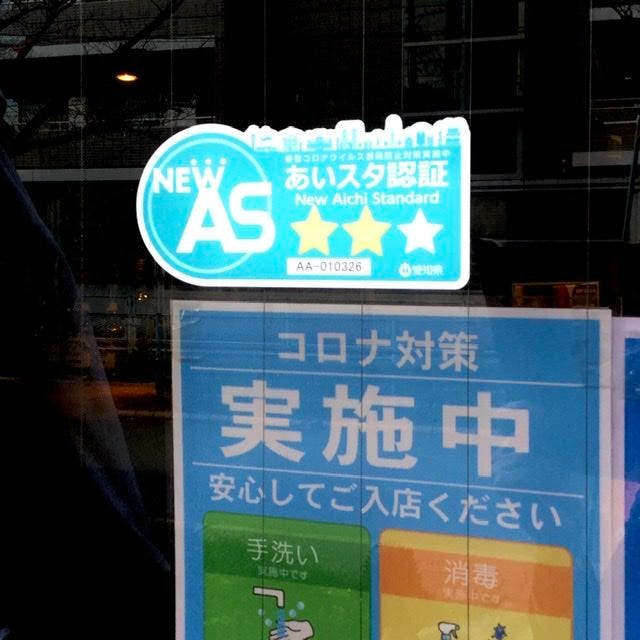 新型コロナウイルス感染防止対策実施中
NEW
AS
あいスタ認証
New Aichi Standard
AA-010326
愛知県
コロナ対策
実施中
安心してご入店ください
手洗い
実施中です
消毒
実施中です